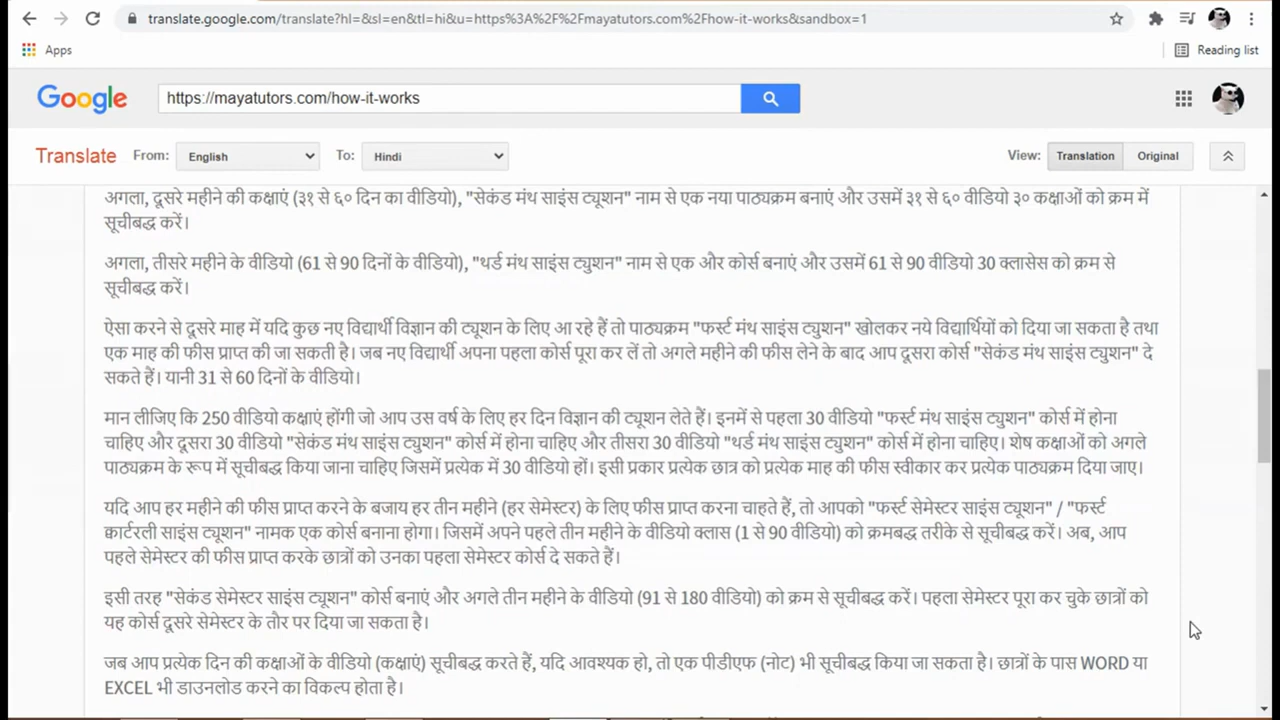 translate.google.com/translate?hl=&sl=en&tl=hi&u=https%3A%2F%2Fmayatutors.com%2Fhow-it-works&sandbox=1
Apps
Reading list
Google
https://mayatutors.com/how-it-works
Translate From: English To: Hindi View: Translation Original
अगला, दूसरे महीने की कक्षाएं (३१ से ६० दिन का वीडियो), "सेकंड मंथ साइंस ट्यूशन" नाम से एक नया पाठ्यक्रम बनाएं और उसमें ३१ से ६० वीडियो ३० कक्षाओं को क्रम में
सूचीबद्ध करें।
अगला, तीसरे महीने के वीडियो (61 से 90 दिनों के वीडियो), "थर्ड मंथ साइंस ट्युशन" नाम से एक और कोर्स बनाएं और उसमें 61 से 90 वीडियो 30 क्लासेस को क्रम से
सूचीबद्ध करें।
ऐसा करने से दूसरे माह में यदि कुछ नए विद्यार्थी विज्ञान की ट्यूशन के लिए आ रहे हैं तो पाठ्यक्रम "फर्स्ट मंथ साइंस ट्युशन" खोलकर नये विद्यार्थियों को दिया जा सकता है तथा
एक माह की फीस प्राप्त की जा सकती है। जब नए विद्यार्थी अपना पहला कोर्स पूरा कर लें तो अगले महीने की फीस लेने के बाद आप दूसरा कोर्स "सेकंड मंथ साइंस ट्युशन" दे
सकते हैं। यानी 31 से 60 दिनों के वीडियो।
मान लीजिए कि 250 वीडियो कक्षाएं होंगी जो आप उस वर्ष के लिए हर दिन विज्ञान की ट्यूशन लेते हैं। इनमें से पहला 30 वीडियो "फर्स्ट मंथ साइंस ट्युशन" कोर्स में होना
चाहिए और दूसरा 30 वीडियो "सेकंड मंथ साइंस ट्युशन" कोर्स में होना चाहिए और तीसरा 30 वीडियो "थर्ड मंथ साइंस ट्युशन" कोर्स में होना चाहिए। शेष कक्षाओं को अगले
पाठ्यक्रम के रूप में सूचीबद्ध किया जाना चाहिए जिसमें प्रत्येक में 30 वीडियो हों। इसी प्रकार प्रत्येक छात्र को प्रत्येक माह की फीस स्वीकार कर प्रत्येक पाठ्यक्रम दिया जाए।
यदि आप हर महीने की फीस प्राप्त करने के बजाय हर तीन महीने (हर सेमेस्टर) के लिए फीस प्राप्त करना चाहते हैं, तो आपको "फर्स्ट सेमेस्टर साइंस ट्यूशन" / "फर्स्ट
क्वार्टरली साइंस ट्यूशन" नामक एक कोर्स बनाना होगा। जिसमें अपने पहले तीन महीने के वीडियो क्लास (1 से 90 वीडियो) को क्रमबद्ध तरीके से सूचीबद्ध करें। अब, आप
पहले सेमेस्टर की फीस प्राप्त करके छात्रों को उनका पहला सेमेस्टर कोर्स दे सकते हैं।
इसी तरह "सेकंड सेमेस्टर साइंस ट्यूशन" कोर्स बनाएं और अगले तीन महीने के वीडियो (91 से 180 वीडियो) को क्रम से सूचीबद्ध करें। पहला सेमेस्टर पूरा कर चुके छात्रों को
यह कोर्स दूसरे सेमेस्टर के तौर पर दिया जा सकता है।
जब आप प्रत्येक दिन की कक्षाओं के वीडियो (कक्षाएं) सूचीबद्ध करते हैं, यदि आवश्यक हो, तो एक पीडीएफ (नोट) भी सूचीबद्ध किया जा सकता है। छात्रों के पास WORD या
EXCEL भी डाउनलोड करने का विकल्प होता है।